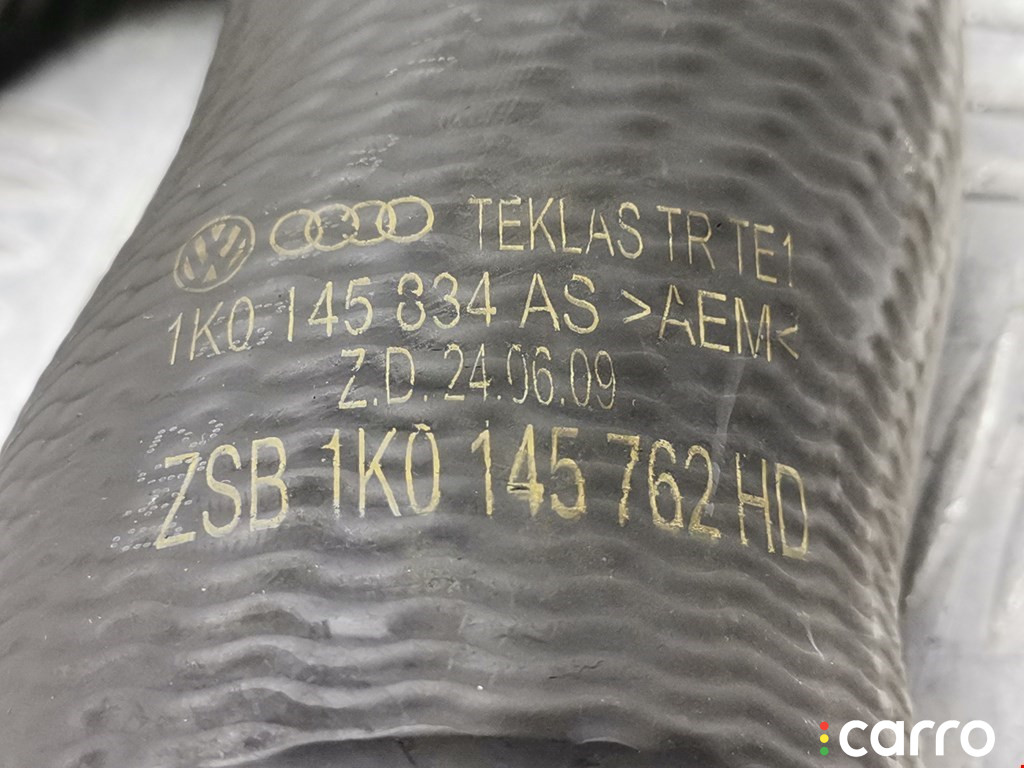 TEKLAS TR TE1
1K0 145 834 AS >AEM<
Z.D. 24.06.09
ZSB 1K0 145 762 HD
carro